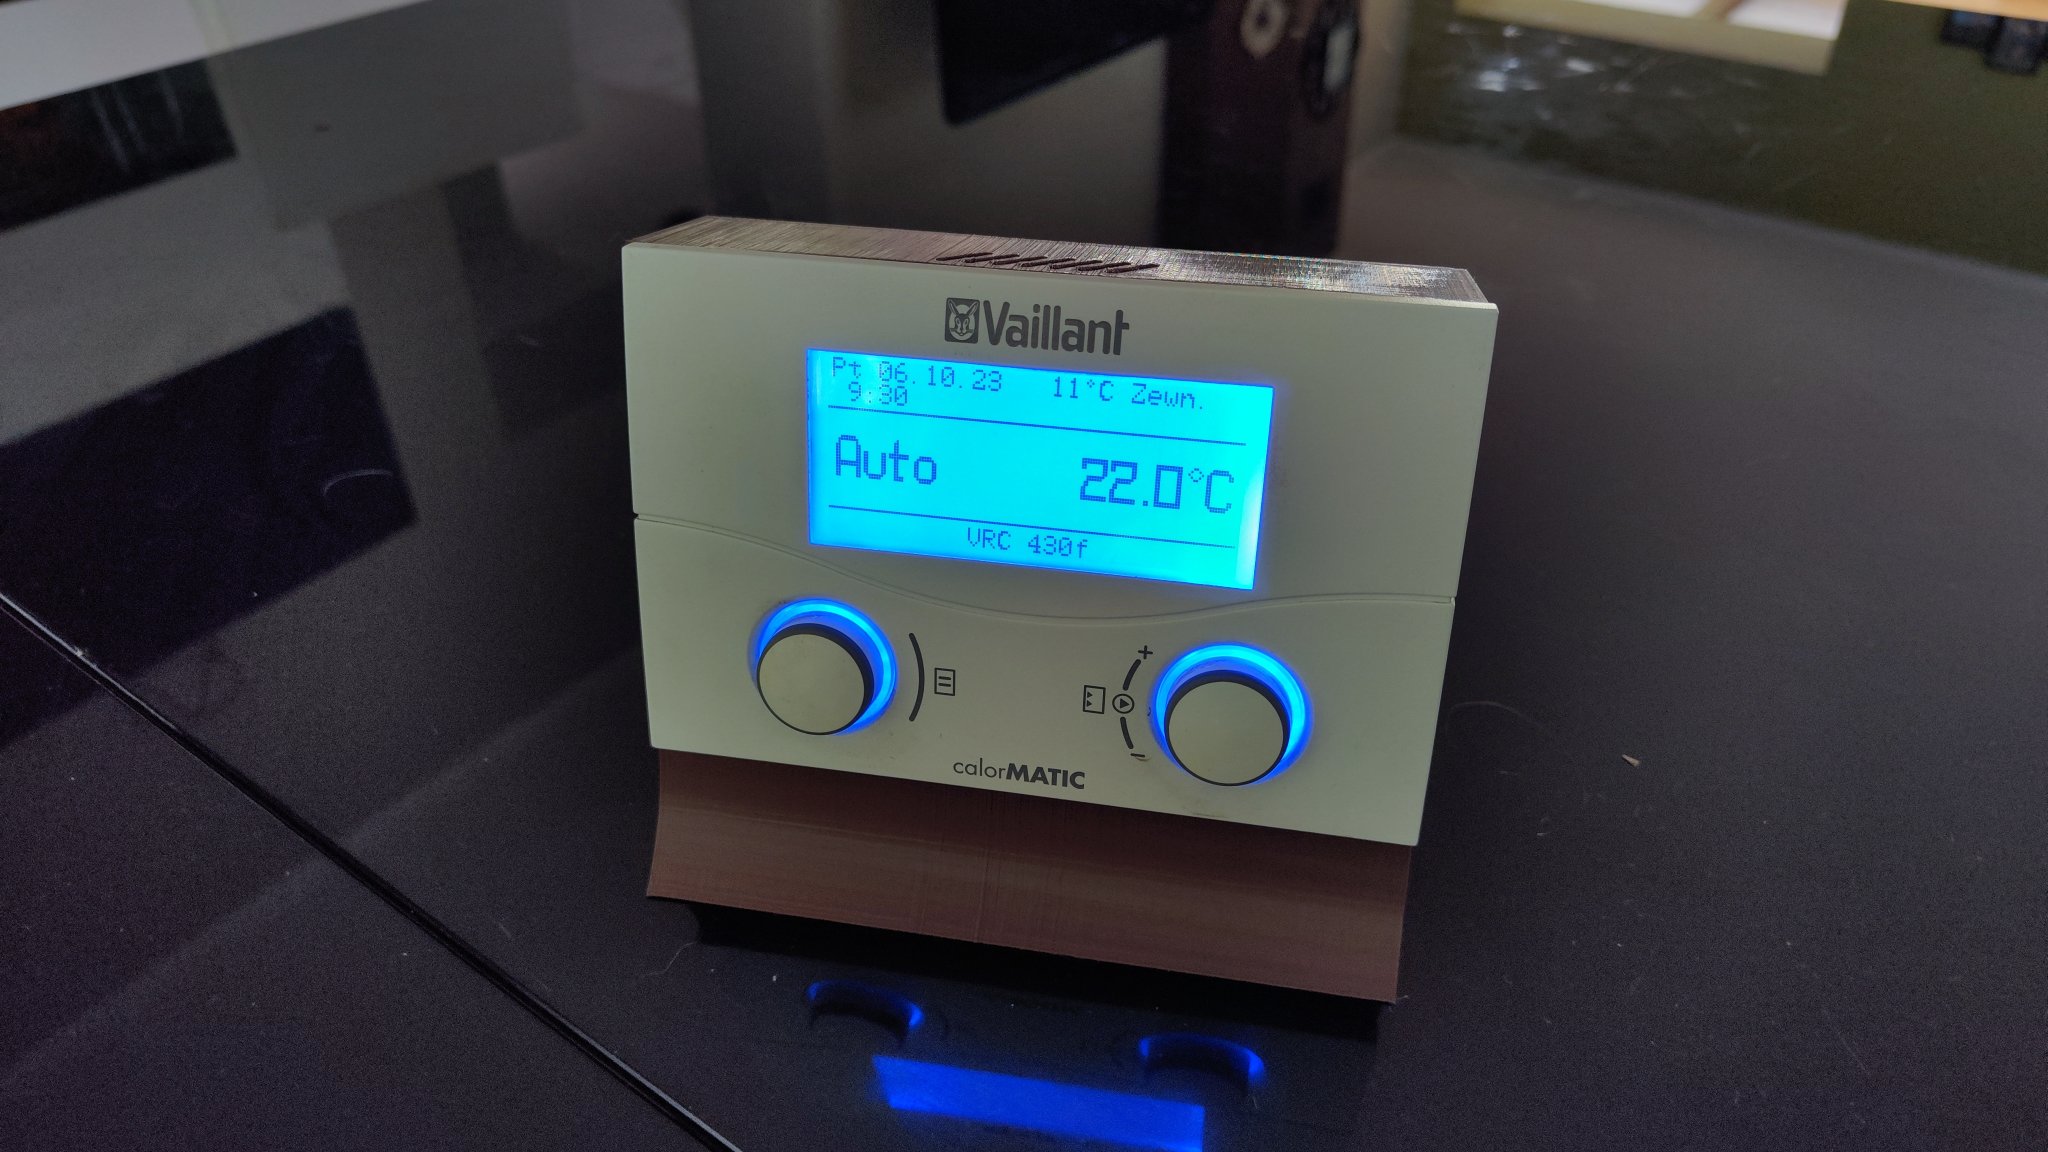 Vaillant
Pt 06.10.23 11°C Zewn.
9:30
Auto 22.0°C
VRC 430f
+
−
calorMATIC